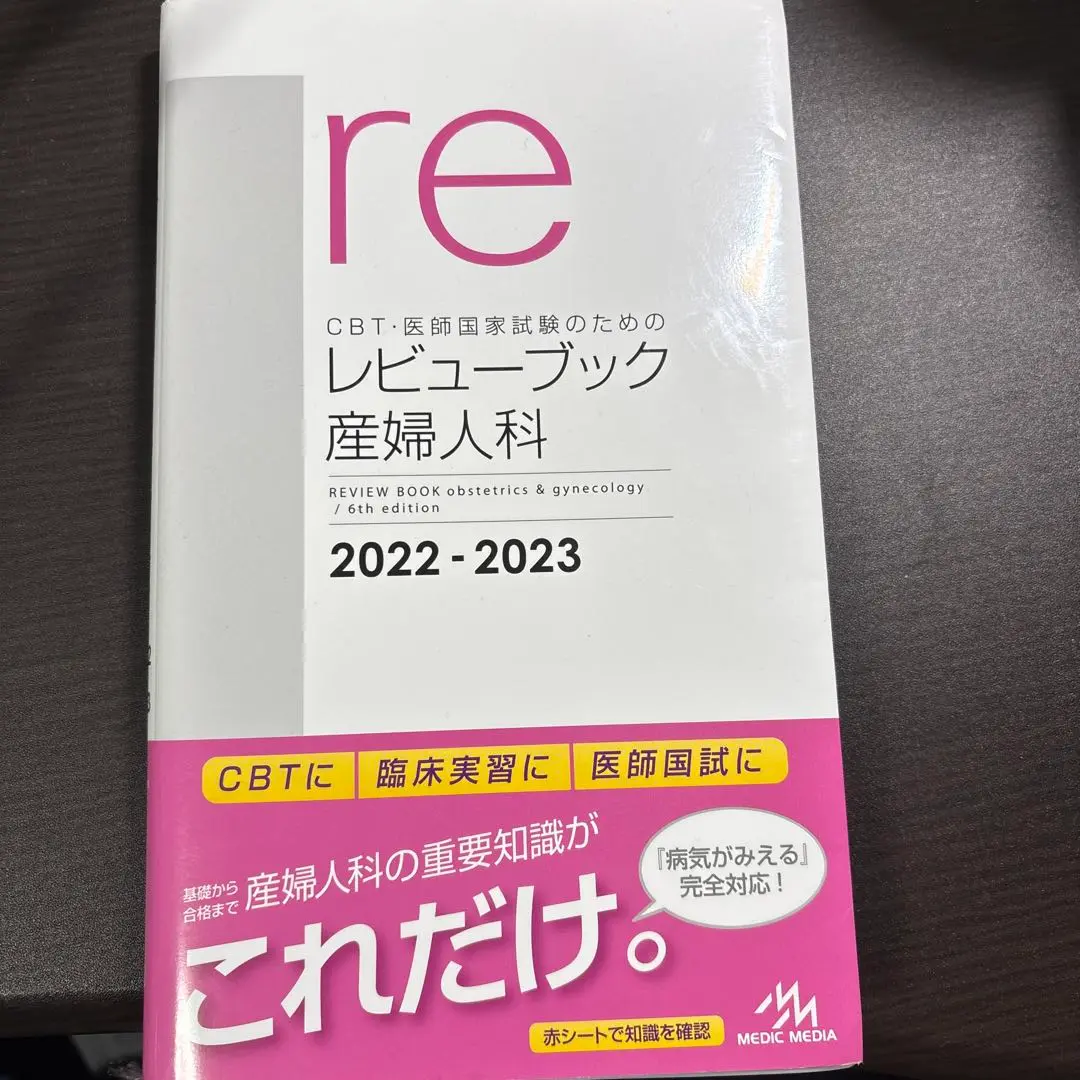 re
CBT・医師国家試験のための
レビューブック
産婦人科
REVIEW BOOK obstetrics & gynecology
/ 6th edition
2022-2023
CBTに 臨床実習に 医師国試に
基礎から
合格まで
産婦人科の重要知識が
これだけ。
『病気がみえる』
完全対応！
赤シートで知識を確認
MEDIC MEDIA